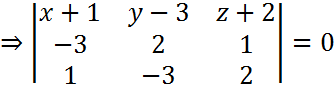 ⇒ | x + 1   y − 3   z + 2 |
| −3   2   1 | = 0
| 1   −3   2 |